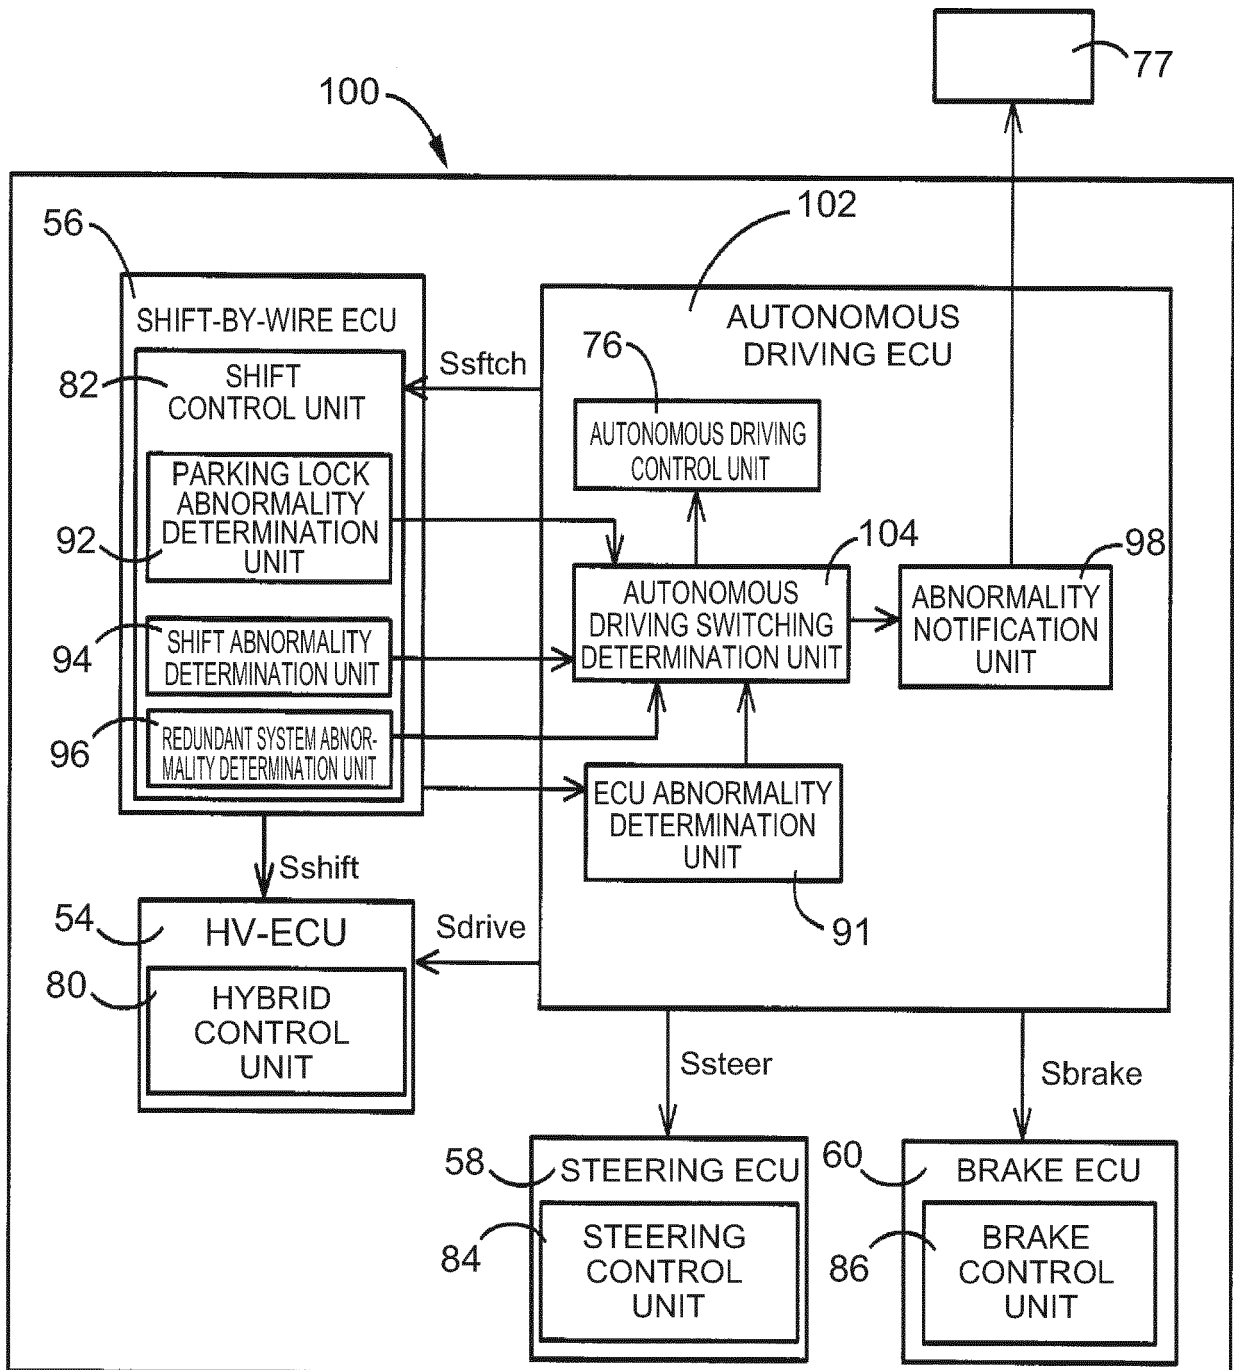 77
100
102
56
SHIFT-BY-WIRE ECU
82
SHIFT
CONTROL UNIT
PARKING LOCK
ABNORMALITY
DETERMINATION
UNIT
92
94
SHIFT ABNORMALITY
DETERMINATION UNIT
96
REDUNDANT SYSTEM ABNOR-
MALITY DETERMINATION UNIT
Ssftch
AUTONOMOUS
DRIVING ECU
76
AUTONOMOUS DRIVING
CONTROL UNIT
104
AUTONOMOUS
DRIVING SWITCHING
DETERMINATION UNIT
98
ABNORMALITY
NOTIFICATION
UNIT
ECU ABNORMALITY
DETERMINATION
UNIT
91
Sshift
54
HV-ECU
80
HYBRID
CONTROL
UNIT
Sdrive
Ssteer
Sbrake
58
STEERING ECU
84
STEERING
CONTROL
UNIT
60
BRAKE ECU
86
BRAKE
CONTROL
UNIT